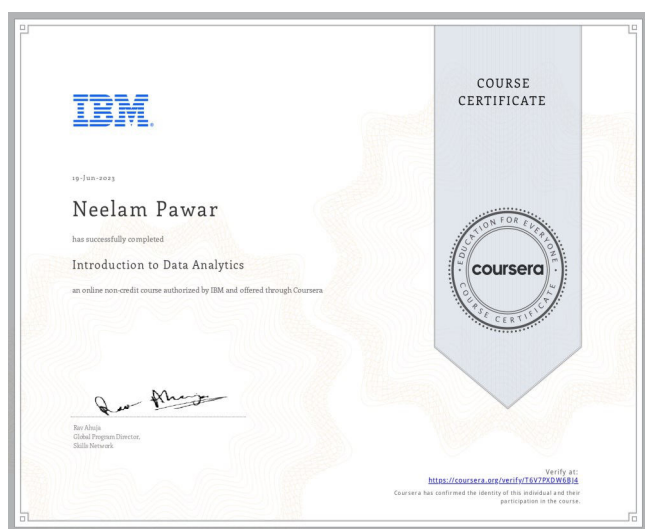 IBM
COURSE
CERTIFICATE
19-Jun-2023
Neelam Pawar
has successfully completed
Introduction to Data Analytics
an online non-credit course authorized by IBM and offered through Coursera
EDUCATION FOR EVERYONE
coursera
COURSE CERTIFICATE
Rav Ahuja
Global Program Director,
Skills Network
Verify at:
https://coursera.org/verify/T6V7PXDW6BJ4
Coursera has confirmed the identity of this individual and their
participation in the course.